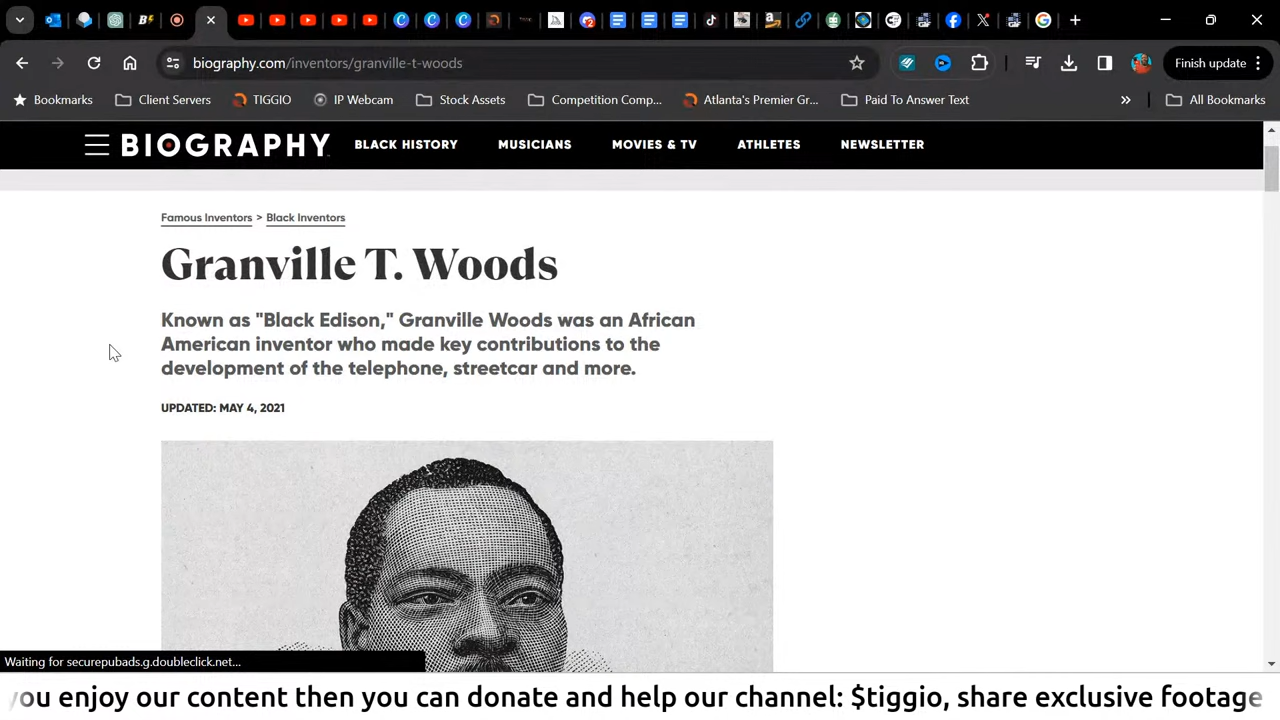 Finish update
biography.com/inventors/granville-t-woods
Bookmarks
Client Servers
TIGGIO
IP Webcam
Stock Assets
Competition Comp...
Atlanta's Premier Gr...
Paid To Answer Text
»
All Bookmarks
BIOGRAPHY
BLACK HISTORY
MUSICIANS
MOVIES & TV
ATHLETES
NEWSLETTER
Famous Inventors > Black Inventors
Granville T. Woods
Known as "Black Edison," Granville Woods was an African
American inventor who made key contributions to the
development of the telephone, streetcar and more.
UPDATED: MAY 4, 2021
Waiting for securepubads.g.doubleclick.net...
you enjoy our content then you can donate and help our channel: $tiggio, share exclusive footage